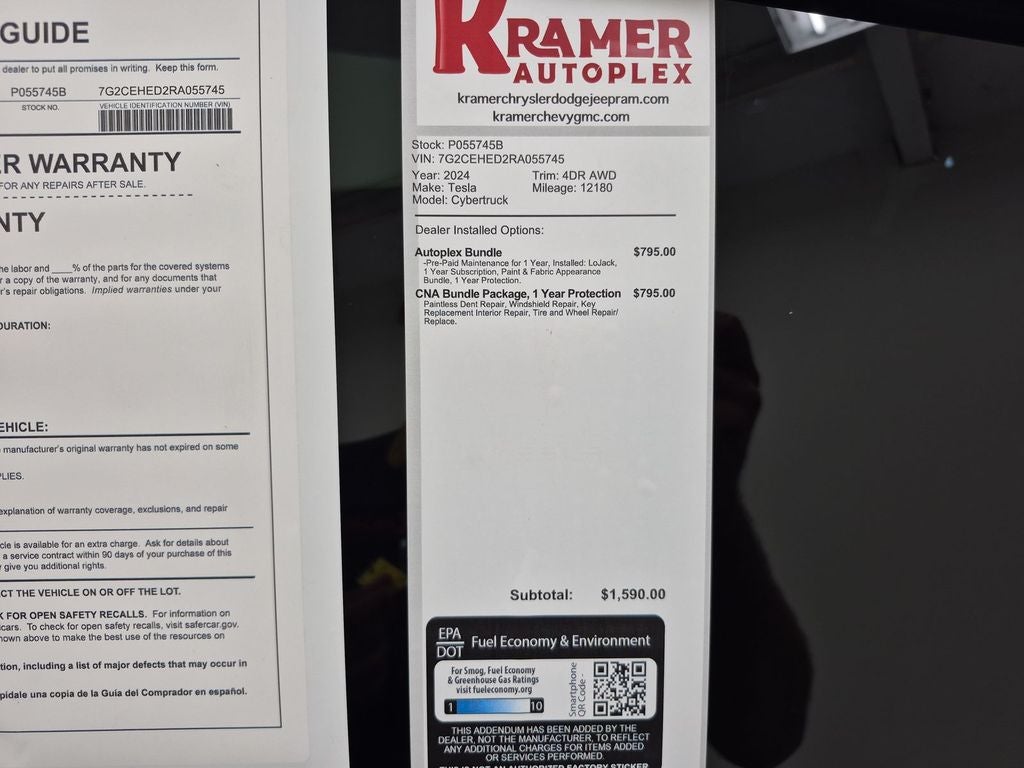 GUIDE
dealer to put all promises in writing. Keep this form.
P055745B 7G2CEHED2RA055745
STOCK NO. VEHICLE IDENTIFICATION NUMBER (VIN)
ER WARRANTY
FOR ANY REPAIRS AFTER SALE.
NTY
he labor and ____% of the parts for the covered systems
r a copy of the warranty, and for any documents that
r's repair obligations. Implied warranties under your
DURATION:
EHICLE:
manufacturer's original warranty has not expired on some
PLIES.
explanation of warranty coverage, exclusions, and repair
cle is available for an extra charge. Ask for details about
a service contract within 90 days of your purchase of this
give you additional rights.
CT THE VEHICLE ON OR OFF THE LOT.
K FOR OPEN SAFETY RECALLS. For information on
cars. To check for open safety recalls, visit safercar.gov.
hown above to make the best use of the resources on
tion, including a list of major defects that may occur in
pídale una copia de la Guía del Comprador en español.
KRAMER
AUTOPLEX
kramerchryslerdodgejeepram.com
kramerchevygmc.com
Stock: P055745B
VIN: 7G2CEHED2RA055745
Year: 2024 Trim: 4DR AWD
Make: Tesla Mileage: 12180
Model: Cybertruck
Dealer Installed Options:
Autoplex Bundle $795.00
-Pre-Paid Maintenance for 1 Year, Installed: LoJack,
1 Year Subscription, Paint & Fabric Appearance
Bundle, 1 Year Protection.
CNA Bundle Package, 1 Year Protection $795.00
Paintless Dent Repair, Windshield Repair, Key
Replacement Interior Repair, Tire and Wheel Repair/
Replace.
Subtotal: $1,590.00
EPA
DOT Fuel Economy & Environment
For Smog, Fuel Economy
& Greenhouse Gas Ratings
visit fueleconomy.org
1 10
Smartphone
QR Code -
THIS ADDENDUM HAS BEEN ADDED BY THE
DEALER, NOT THE MANUFACTURER, TO REFLECT
ANY ADDITIONAL CHARGES FOR ITEMS ADDED
OR SERVICES PERFORMED.
THIS IS NOT AN AUTHORIZED FACTORY STICKER